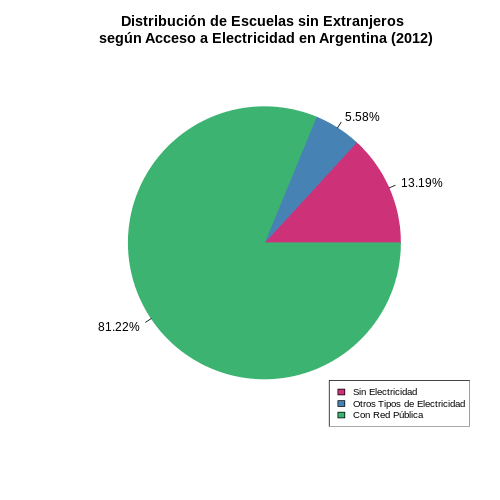 Distribución de Escuelas sin Extranjeros
según Acceso a Electricidad en Argentina (2012)
5.58%
13.19%
81.22%
Sin Electricidad
Otros Tipos de Electricidad
Con Red Pública